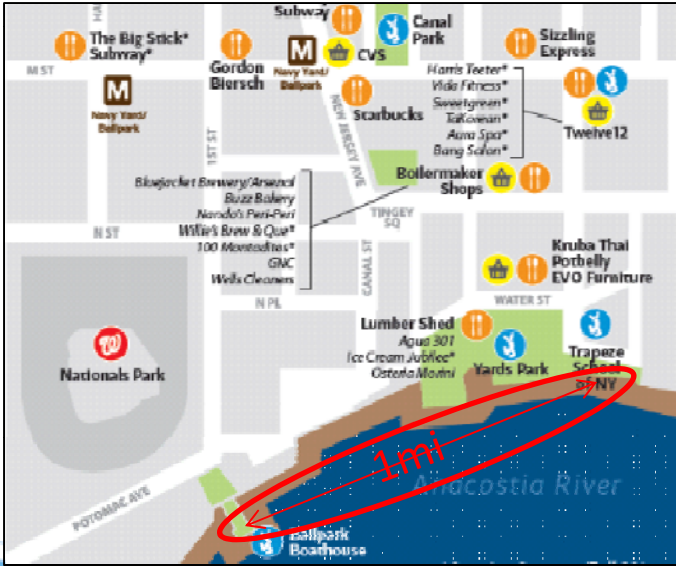 Subway
The Big Stick*
Subway*
M ST
M
Navy Yard/
Ballpark
Gordon
Biersch
M
Navy Yard/
Ballpark
CVS
Canal
Park
Sizzling
Express
Starbucks
NEW JERSEY AVE
1ST ST
Harris Teeter*
Vida Fitness*
Sweetgreen*
TaKorean*
Aura Spa*
Bang Salon*
Twelve12
Boilermaker
Shops
Bluejacket Brewery/Arsenal
Buzz Bakery
Nando's Peri-Peri
Willie's Brew & Que*
100 Montaditos*
GNC
Wells Cleaners
TINGEY
SQ
N ST
CANAL ST
N PL
Kruba Thai
Potbelly
EVO Furniture
WATER ST
W
Nationals Park
Lumber Shed
Agua 301
Ice Cream Jubilee*
Osteria Morini
Yards Park
Trapeze
School
of NY
1mi
Anacostia River
POTOMAC AVE
Ballpark
Boathouse